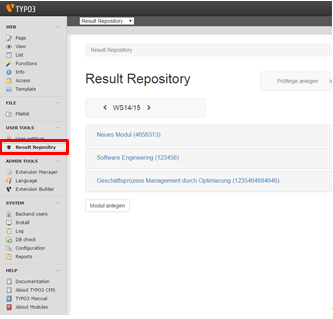 TYPO3
Result Repository
WEB
Page
View
List
Functions
Info
Access
Template
FILE
Filelist
USER TOOLS
User settings
Result Repositry
ADMIN TOOLS
Extension Manager
Language
Extension Builder
SYSTEM
Backend users
Install
Log
DB check
Configuration
Reports
HELP
Documentation
About TYPO3 CMS
TYPO3 Manual
About Modules
Result Repository
Result Repository
Prüflinge anlegen
WS14/15
Neues Modul (4656313)
Software Engineering (123456)
Geschäftsprozess Management durch Optimierung (1235464684646)
Modul anlegen